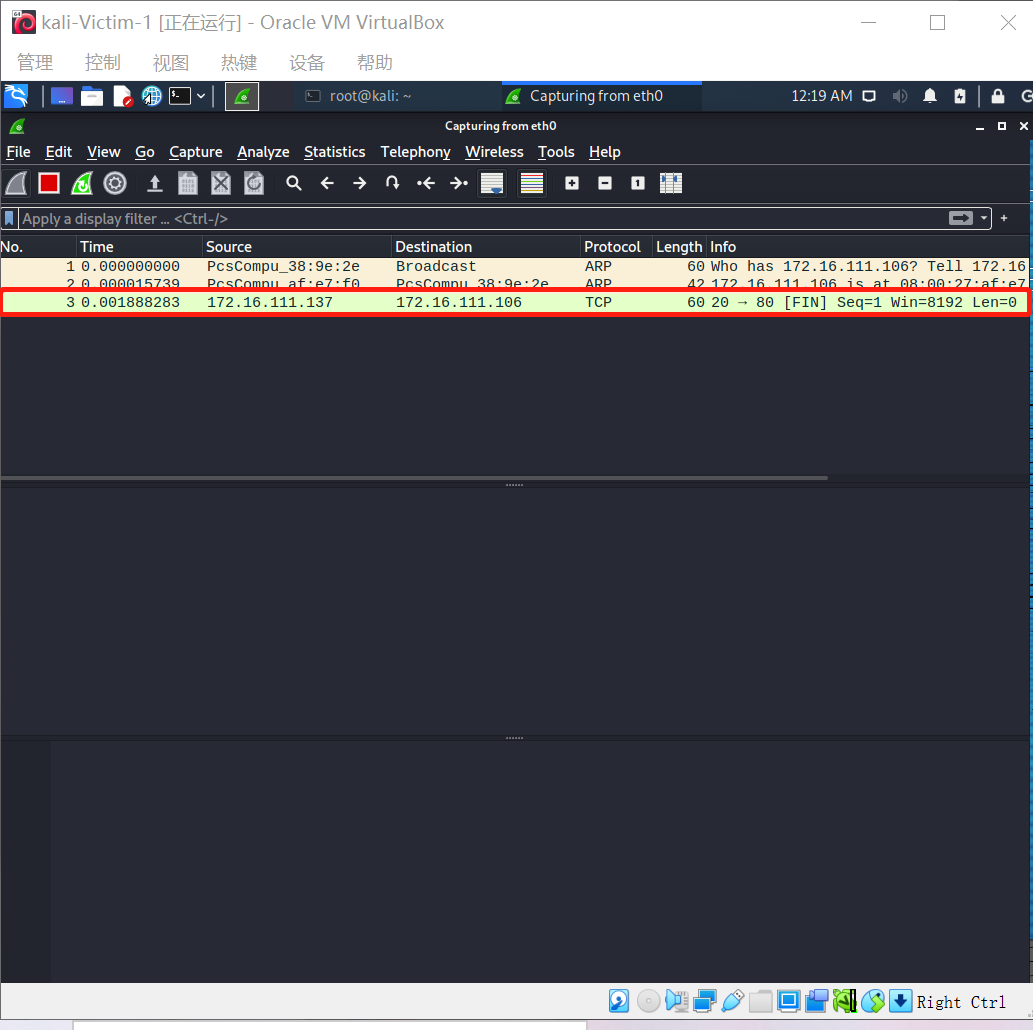 kali-Victim-1 [正在运行] - Oracle VM VirtualBox
管理 控制 视图 热键 设备 帮助
root@kali: ~ Capturing from eth0 12:19 AM
Capturing from eth0
File Edit View Go Capture Analyze Statistics Telephony Wireless Tools Help
Apply a display filter … <Ctrl-/>
No. Time Source Destination Protocol Length Info
1 0.000000000 PcsCompu_38:9e:2e Broadcast ARP 60 Who has 172.16.111.106? Tell 172.16
2 0.000015739 PcsCompu_af:e7:f0 PcsCompu_38:9e:2e ARP 42 172.16.111.106 is at 08:00:27:af:e7
3 0.001888283 172.16.111.137 172.16.111.106 TCP 60 20 → 80 [FIN] Seq=1 Win=8192 Len=0
Right Ctrl